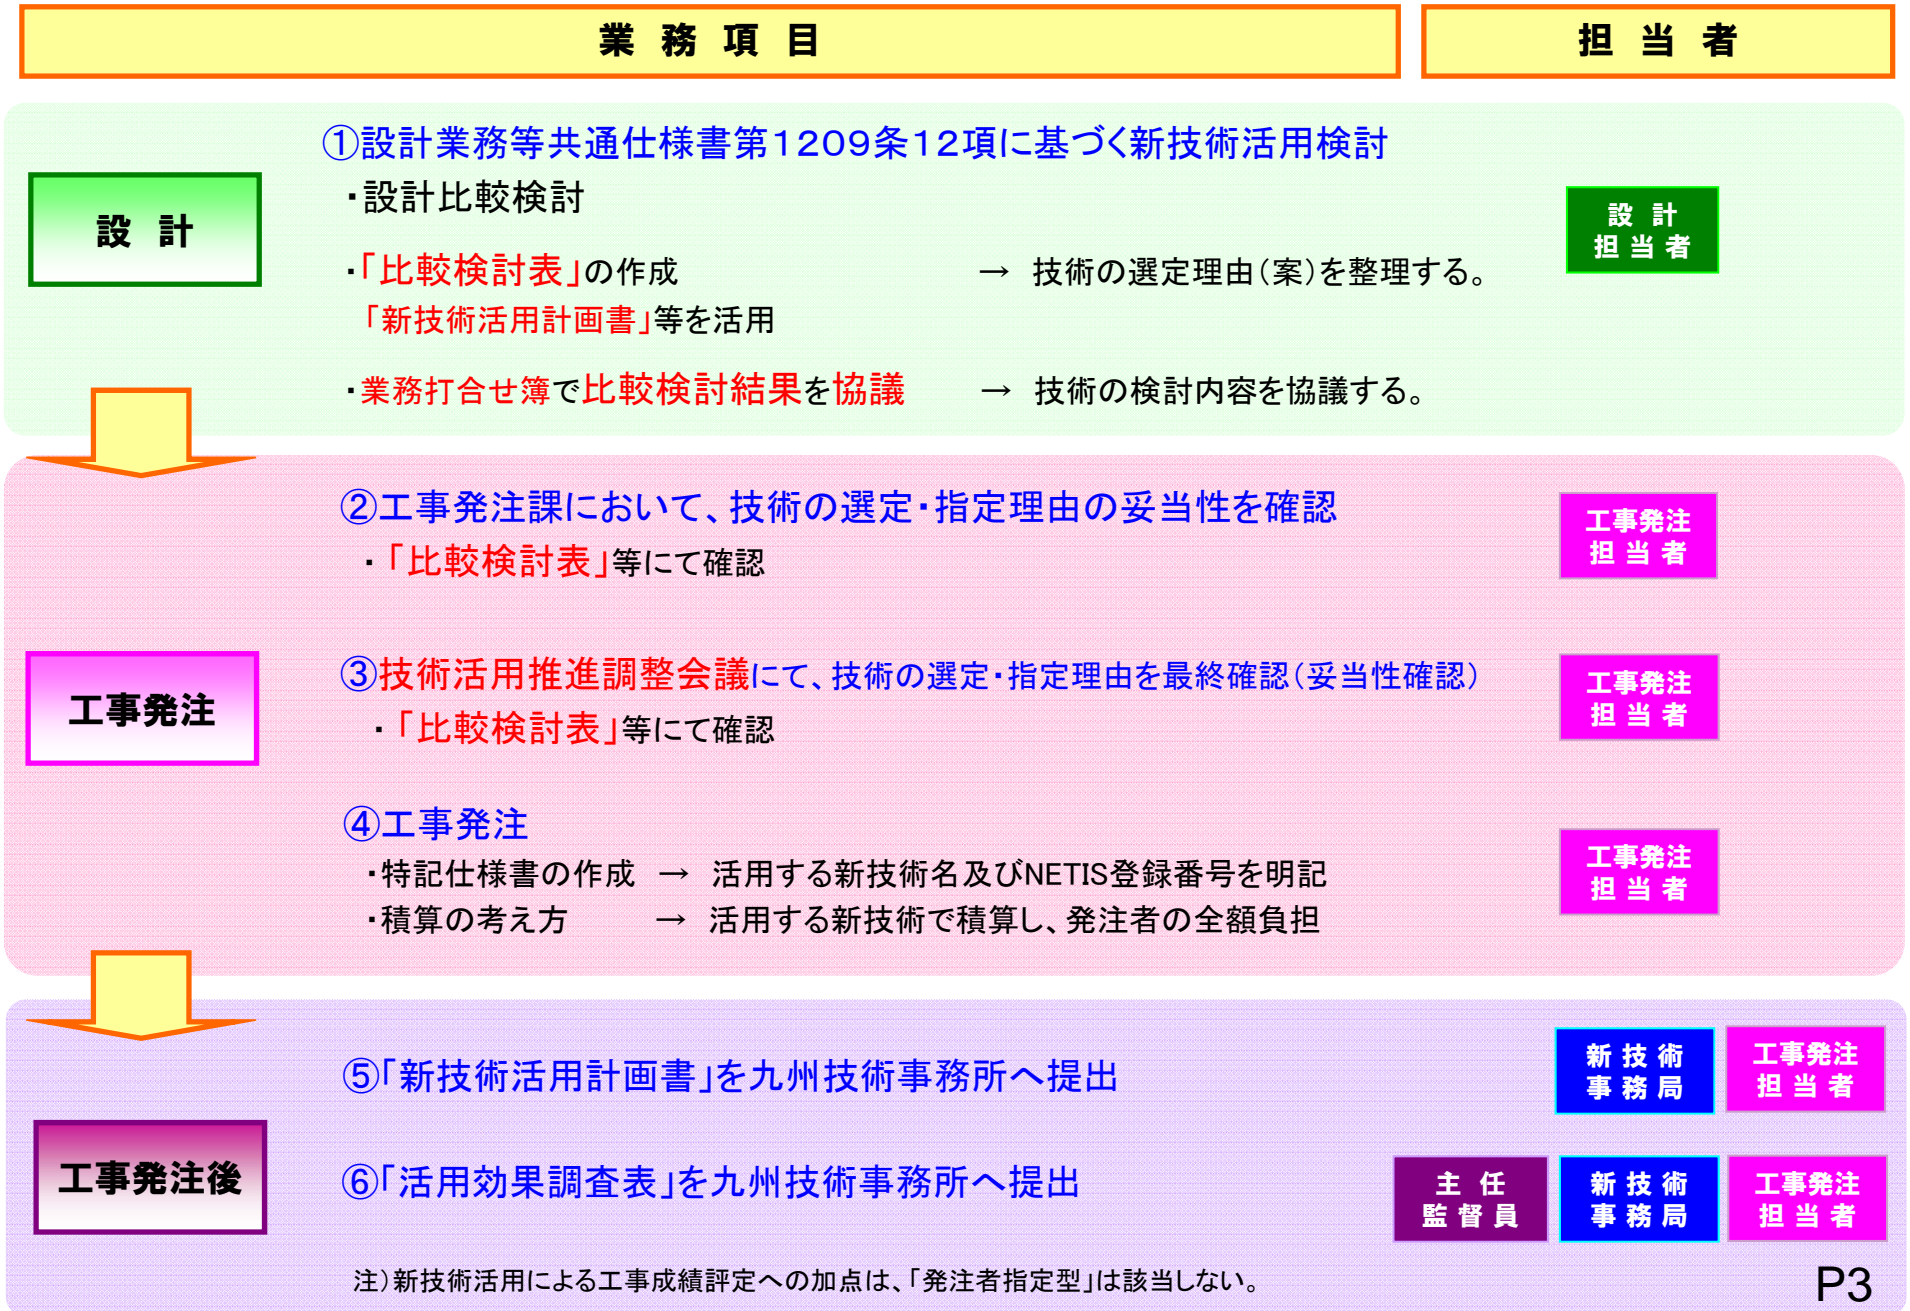 業務項目
担当者
①設計業務等共通仕様書第1209条12項に基づく新技術活用検討
・設計比較検討
設計
設計
担当者
・「比較検討表」の作成 → 技術の選定理由(案)を整理する。
「新技術活用計画書」等を活用
・業務打合せ簿で比較検討結果を協議 → 技術の検討内容を協議する。
②工事発注課において、技術の選定・指定理由の妥当性を確認
・「比較検討表」等にて確認
工事発注
担当者
工事発注
③技術活用推進調整会議にて、技術の選定・指定理由を最終確認(妥当性確認)
・「比較検討表」等にて確認
工事発注
担当者
④工事発注
・特記仕様書の作成 → 活用する新技術名及びNETIS登録番号を明記
・積算の考え方 → 活用する新技術で積算し、発注者の全額負担
工事発注
担当者
⑤「新技術活用計画書」を九州技術事務所へ提出
新技術
事務局
工事発注
担当者
工事発注後
⑥「活用効果調査表」を九州技術事務所へ提出
主任
監督員
新技術
事務局
工事発注
担当者
注)新技術活用による工事成績評定への加点は、「発注者指定型」は該当しない。
P3